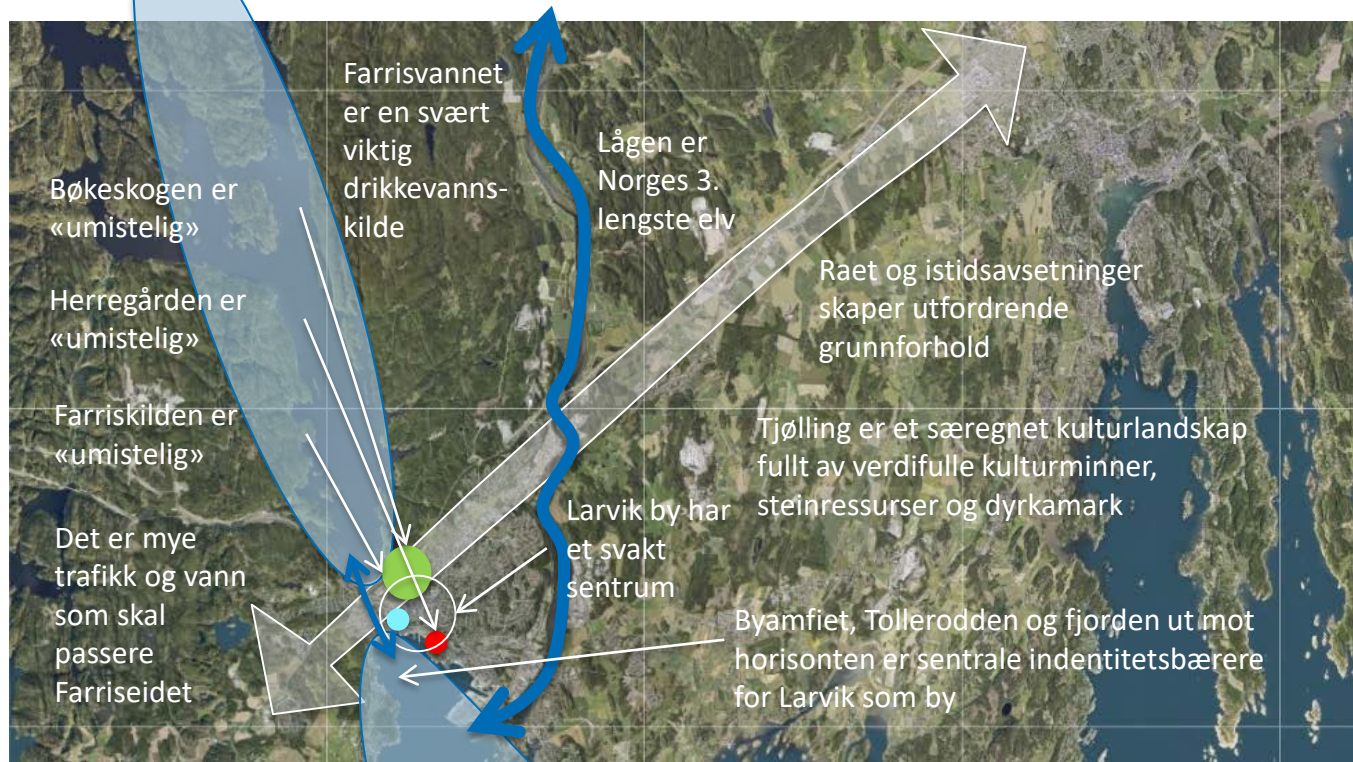 Farrisvannet
er en svært
viktig
drikkevanns-
kilde
Lågen er
Norges 3.
lengste elv
Bøkeskogen er
«umistelig»
Herregården er
«umistelig»
Farriskilden er
«umistelig»
Det er mye
trafikk og vann
som skal
passere
Farriseidet
Raet og istidsavsetninger
skaper utfordrende
grunnforhold
Tjølling er et særegnet kulturlandskap
fullt av verdifulle kulturminner,
steinressurser og dyrkamark
Larvik by har
et svakt
sentrum
Byamfiet, Tollerodden og fjorden ut mot
horisonten er sentrale indentitetsbærere
for Larvik som by